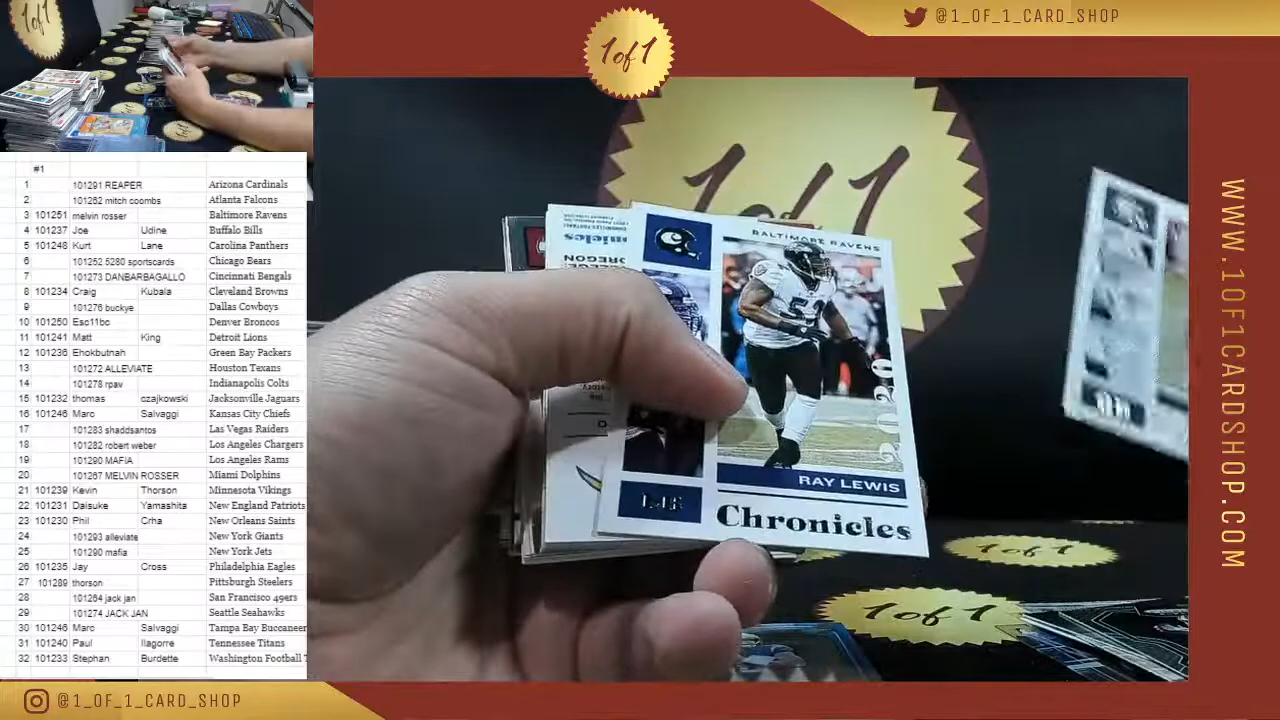 1of1
@1_OF_1_CARD_SHOP
1of1
1of1
WWW.1OF1CARDSHOP.COM
#1
1 101291 REAPER Arizona Cardinals
2 101262 mitch coombs Atlanta Falcons
3 101251 melvin rosser Baltimore Ravens
4 101237 Joe Udine Buffalo Bills
5 101248 Kurt Lane Carolina Panthers
6 101252 5280 sportscards Chicago Bears
7 101273 DANBARBAGALLO Cincinnati Bengals
8 101234 Craig Kubala Cleveland Browns
9 101276 buckye Dallas Cowboys
10 101250 Esc11bc Denver Broncos
11 101241 Matt King Detroit Lions
12 101236 Ehokbutnah Green Bay Packers
13 101272 ALLEVIATE Houston Texans
14 101278 rpav Indianapolis Colts
15 101232 thomas czajkowski Jacksonville Jaguars
16 101246 Marc Salvaggi Kansas City Chiefs
17 101283 shaddsantos Las Vegas Raiders
18 101282 robert weber Los Angeles Chargers
19 101290 MAFIA Los Angeles Rams
20 101267 MELVIN ROSSER Miami Dolphins
21 101239 Kevin Thorson Minnesota Vikings
22 101231 Daisuke Yamashita New England Patriots
23 101230 Phil Crha New Orleans Saints
24 101293 alleviate New York Giants
25 101290 mafia New York Jets
26 101235 Jay Cross Philadelphia Eagles
27 101289 thorson Pittsburgh Steelers
28 101264 jack jan San Francisco 49ers
29 101274 JACK JAN Seattle Seahawks
30 101246 Marc Salvaggi Tampa Bay Buccaneer
31 101240 Paul Ilagorre Tennessee Titans
32 101233 Stephan Burdette Washington Football T
BALTIMORE RAVENS
2020
RAY LEWIS
Chronicles
OREGON
1of1
1of1
@1_OF_1_CARD_SHOP